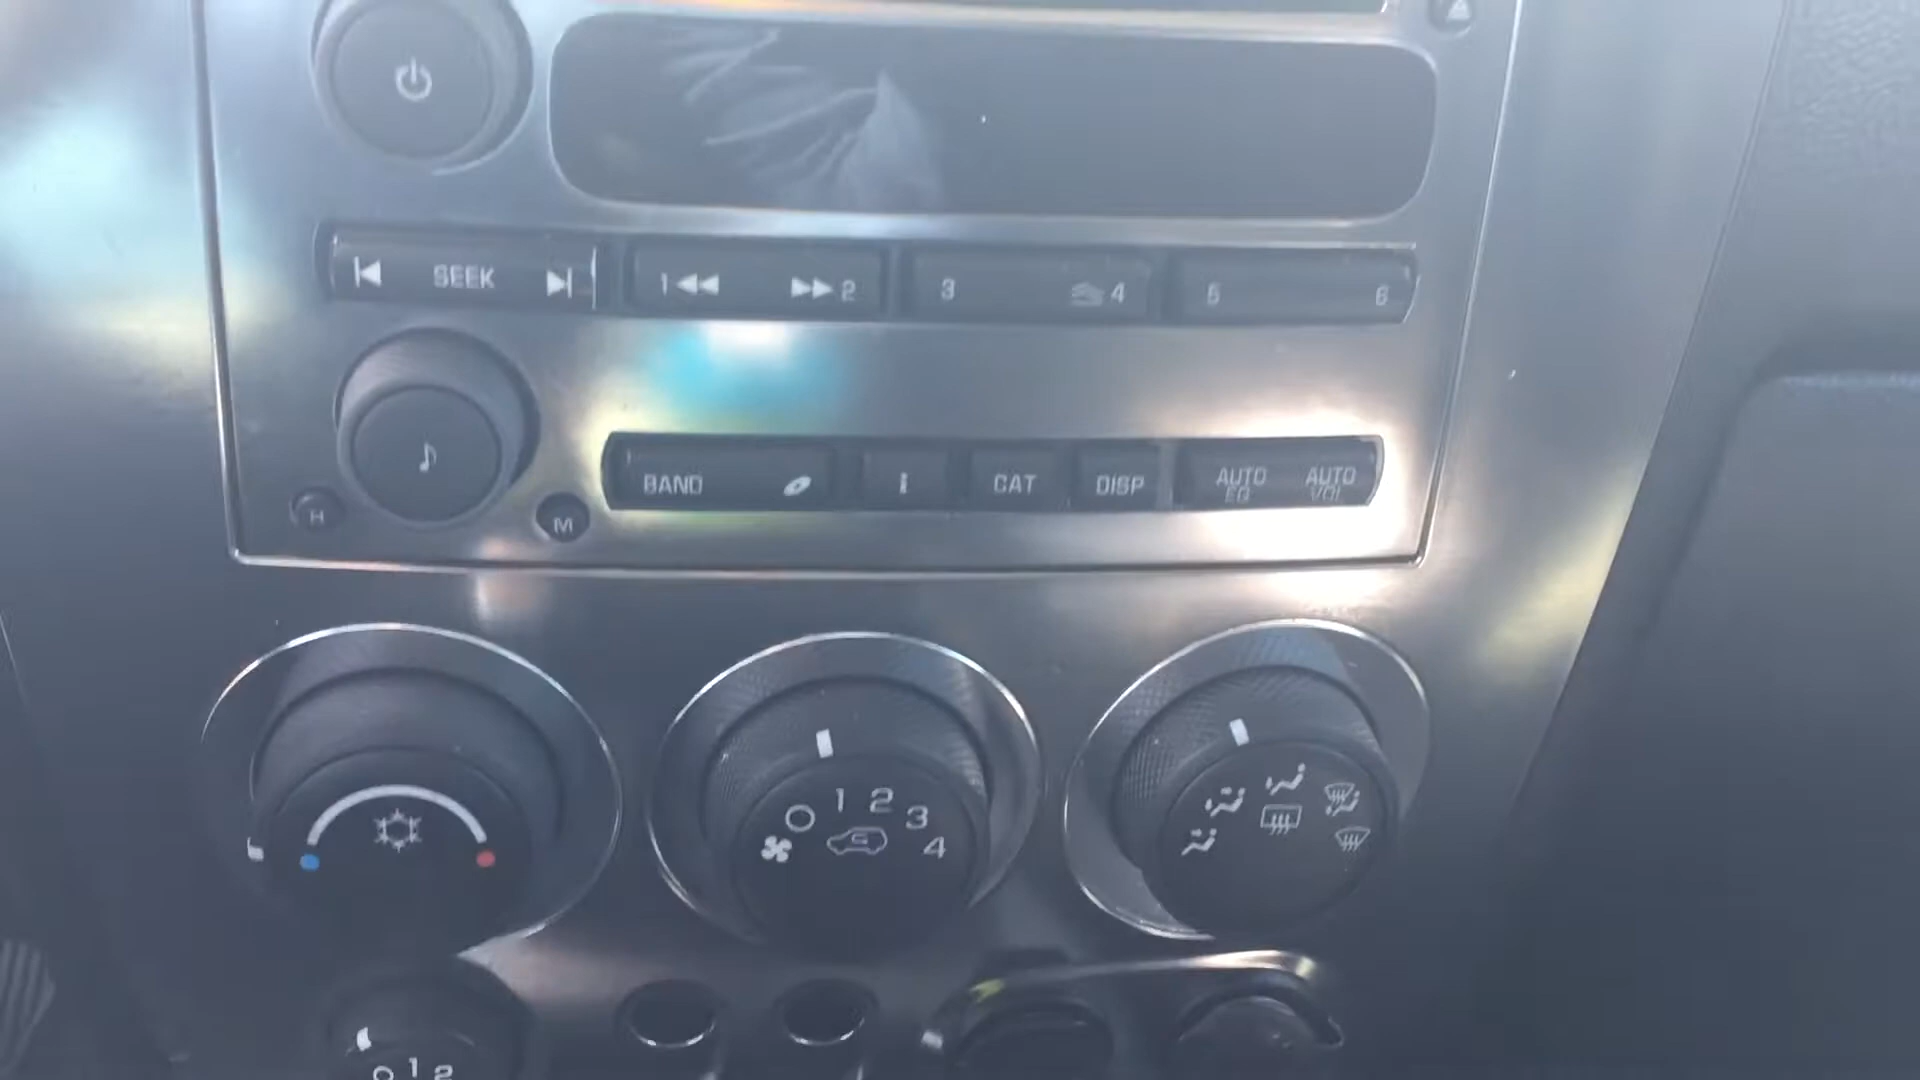 SEEK
1 2
3 4
5 6
BAND
i
CAT
DISP
AUTO EQ
AUTO VOL
H
M
0 1 2 3 4
0 1 2